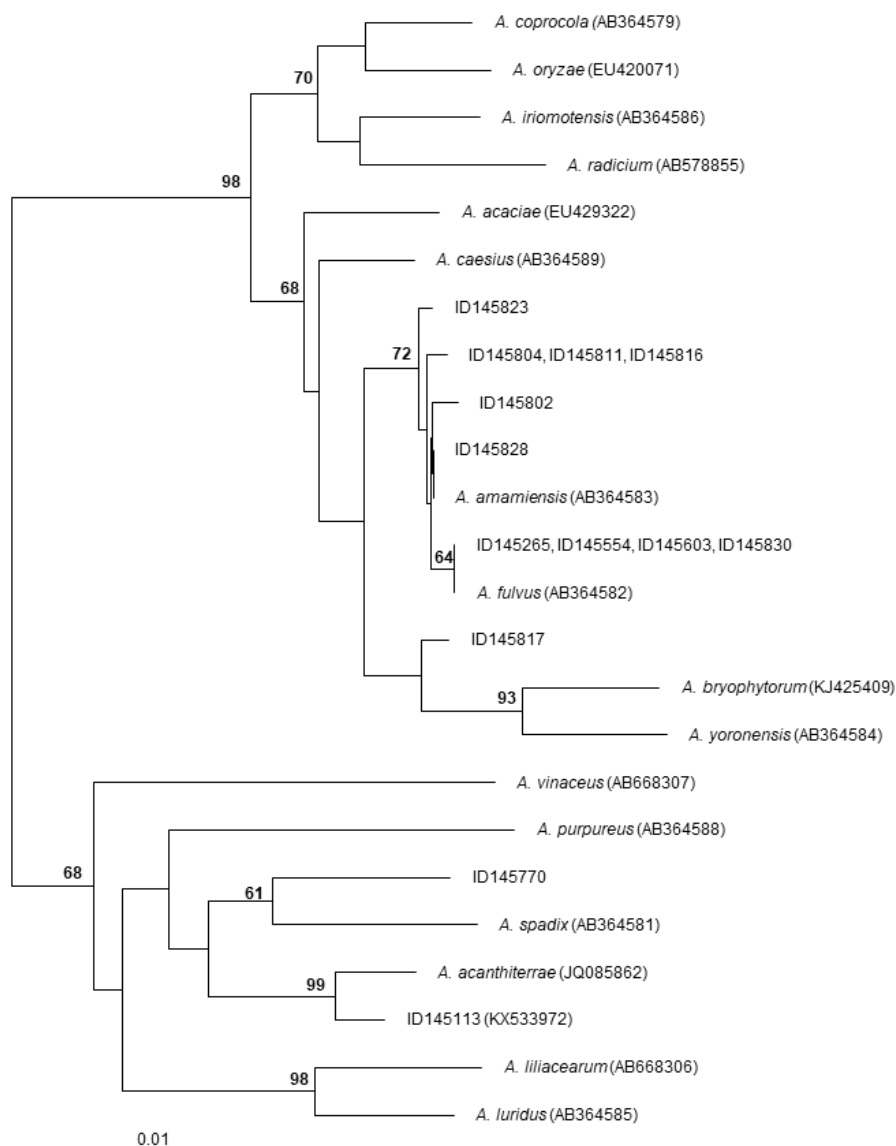 A. coprocola (AB364579)
70
A. oryzae (EU420071)
A. iriomotensis (AB364586)
A. radicium (AB578855)
98
A. acaciae (EU429322)
A. caesius (AB364589)
68
ID145823
72
ID145804, ID145811, ID145816
ID145802
ID145828
A. amamiensis (AB364583)
ID145265, ID145554, ID145603, ID145830
64
A. fulvus (AB364582)
ID145817
A. bryophytorum (KJ425409)
93
A. yoronensis (AB364584)
A. vinaceus (AB668307)
A. purpureus (AB364588)
68
ID145770
61
A. spadix (AB364581)
A. acanthiterrae (JQ085862)
99
ID145113 (KX533972)
A. liliacearum (AB668306)
98
A. luridus (AB364585)
0.01